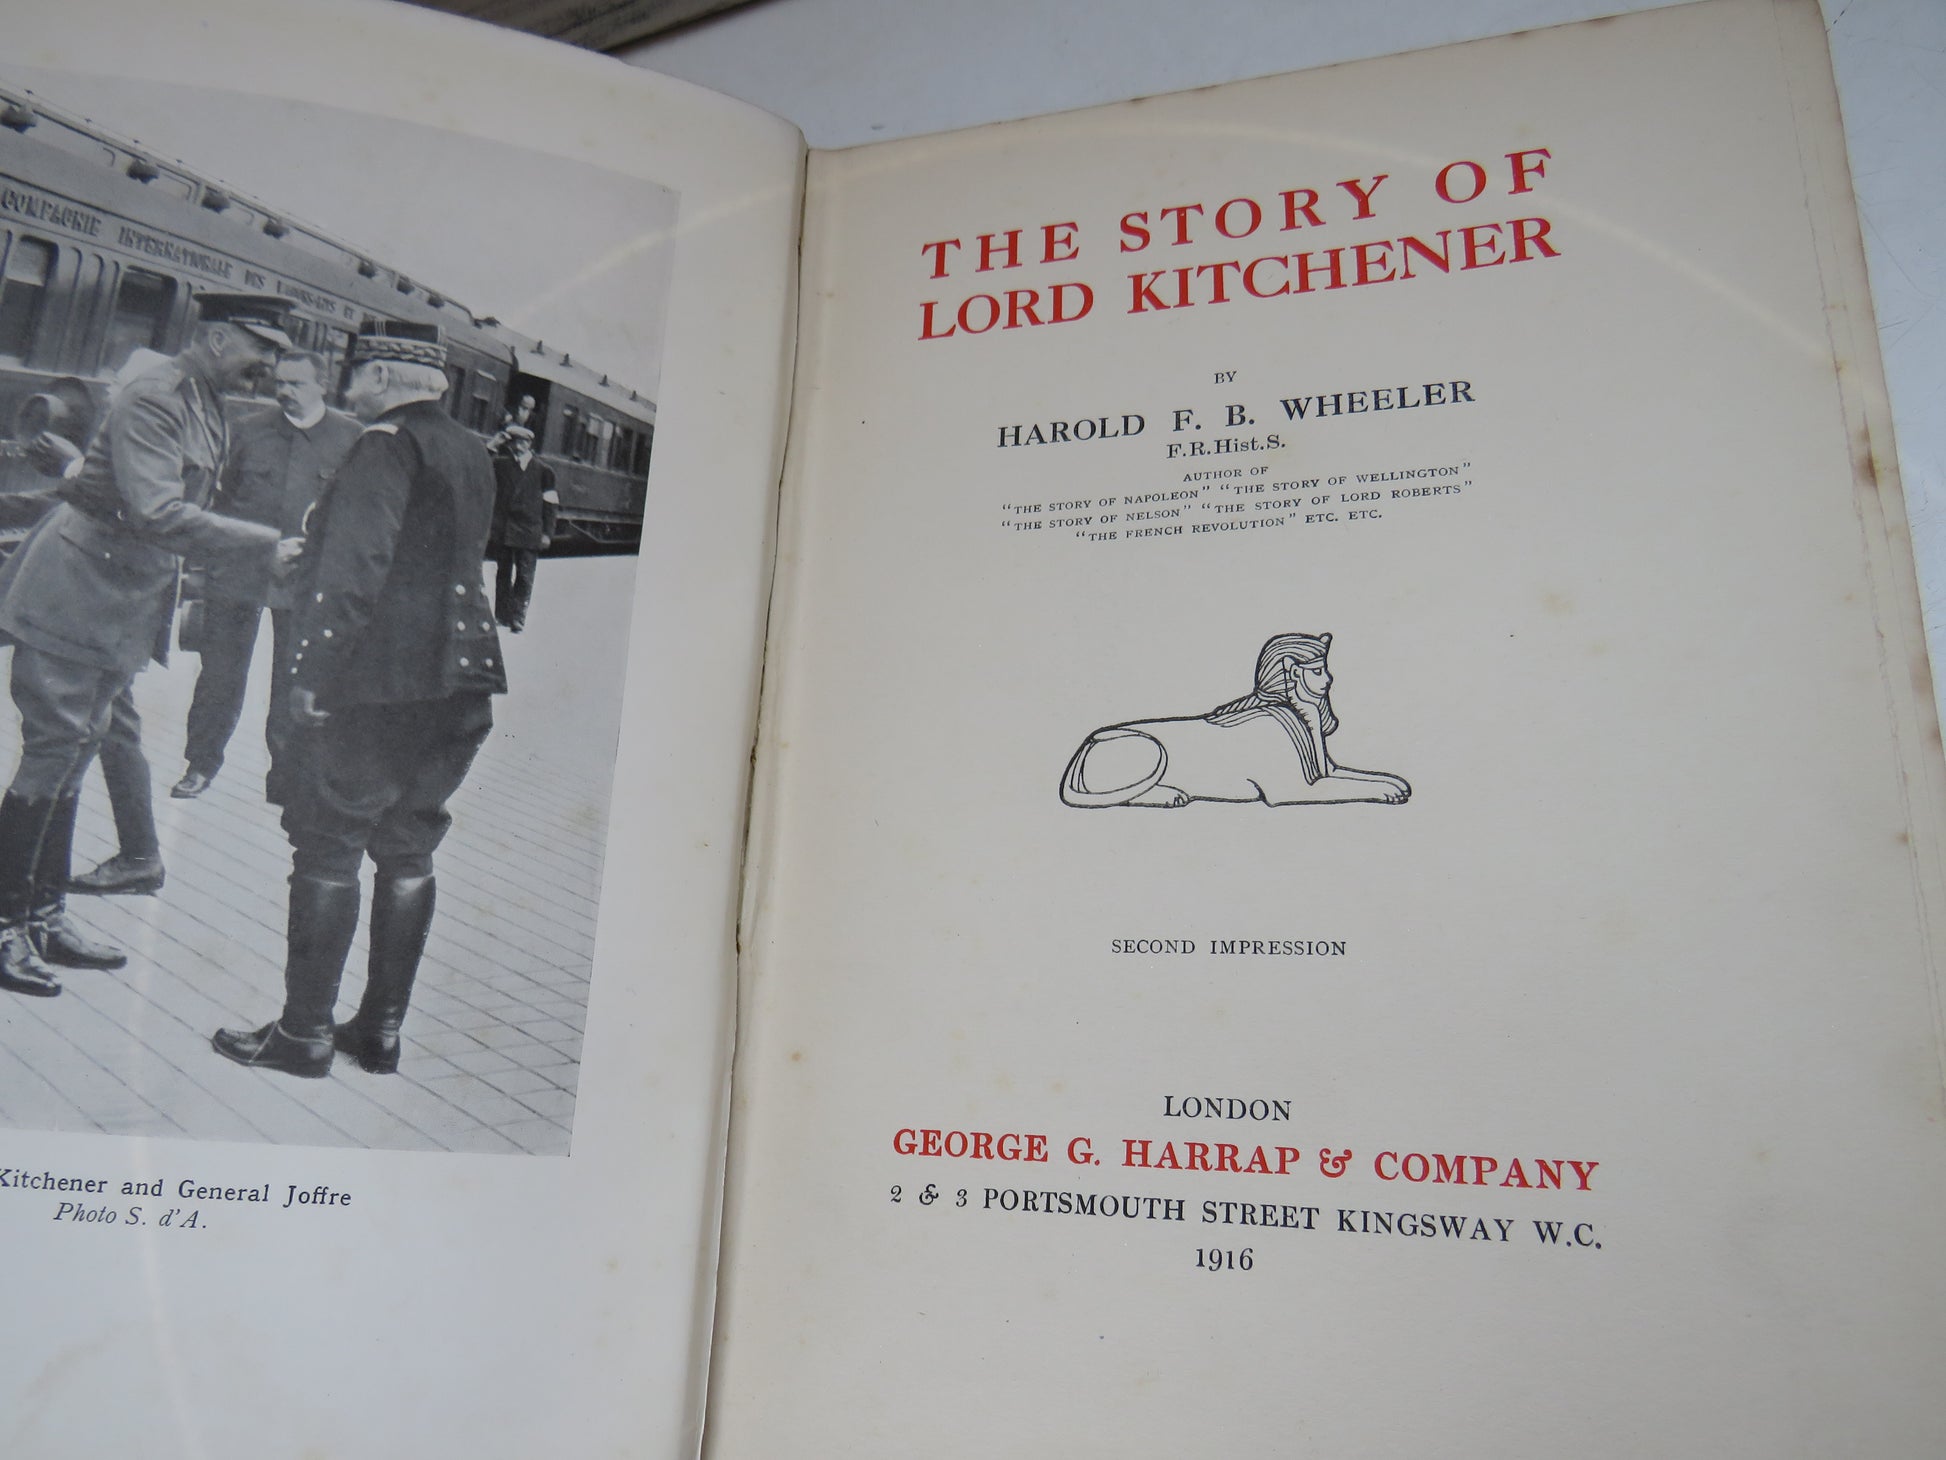 COMPAGNIE INTERNATIONALE DES
Kitchener and General Joffre
Photo S. d'A.
THE STORY OF
LORD KITCHENER
BY
HAROLD F. B. WHEELER
F.R.Hist.S.
AUTHOR OF
"THE STORY OF NAPOLEON" "THE STORY OF WELLINGTON"
"THE STORY OF NELSON" "THE STORY OF LORD ROBERTS"
"THE FRENCH REVOLUTION" ETC. ETC.
SECOND IMPRESSION
LONDON
GEORGE G. HARRAP & COMPANY
2 & 3 PORTSMOUTH STREET KINGSWAY W.C.
1916